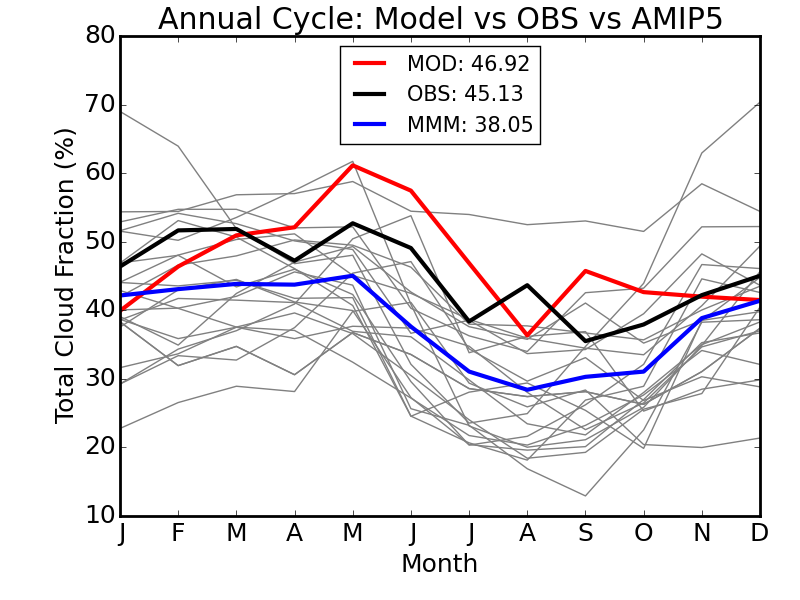 Annual Cycle: Model vs OBS vs AMIP5
80
70
60
50
40
30
20
10
Total Cloud Fraction (%)
MOD: 46.92
OBS: 45.13
MMM: 38.05
J F M A M J J A S O N D
Month